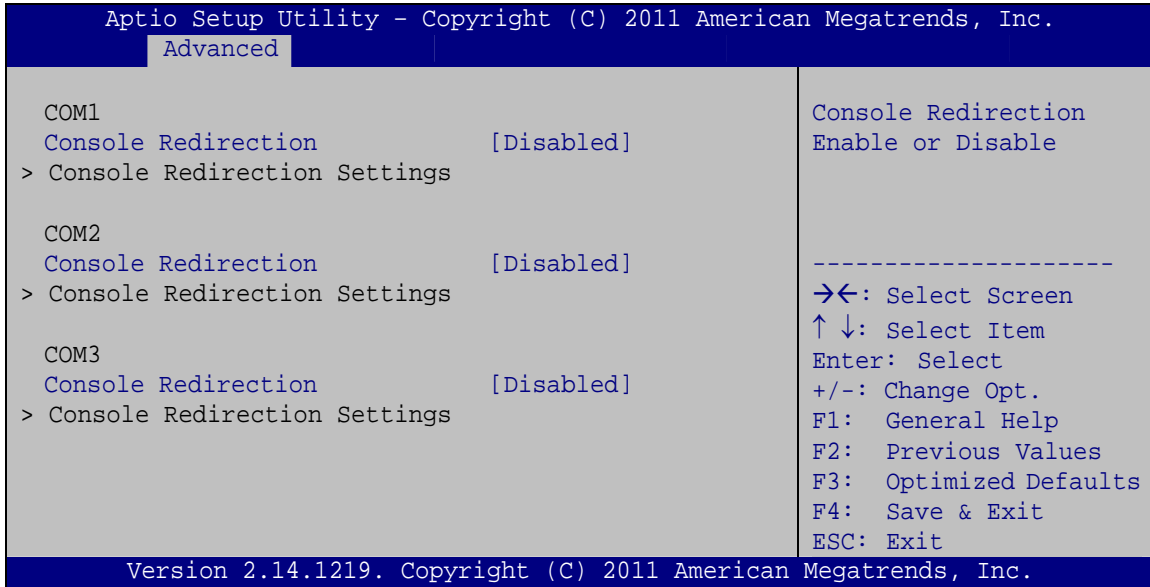 Aptio Setup Utility – Copyright (C) 2011 American Megatrends, Inc.
Advanced
COM1
Console Redirection [Disabled]
> Console Redirection Settings
COM2
Console Redirection [Disabled]
> Console Redirection Settings
COM3
Console Redirection [Disabled]
> Console Redirection Settings
Console Redirection
Enable or Disable
---------------------
→←: Select Screen
↑ ↓: Select Item
Enter: Select
+/-: Change Opt.
F1: General Help
F2: Previous Values
F3: Optimized Defaults
F4: Save & Exit
ESC: Exit
Version 2.14.1219. Copyright (C) 2011 American Megatrends, Inc.